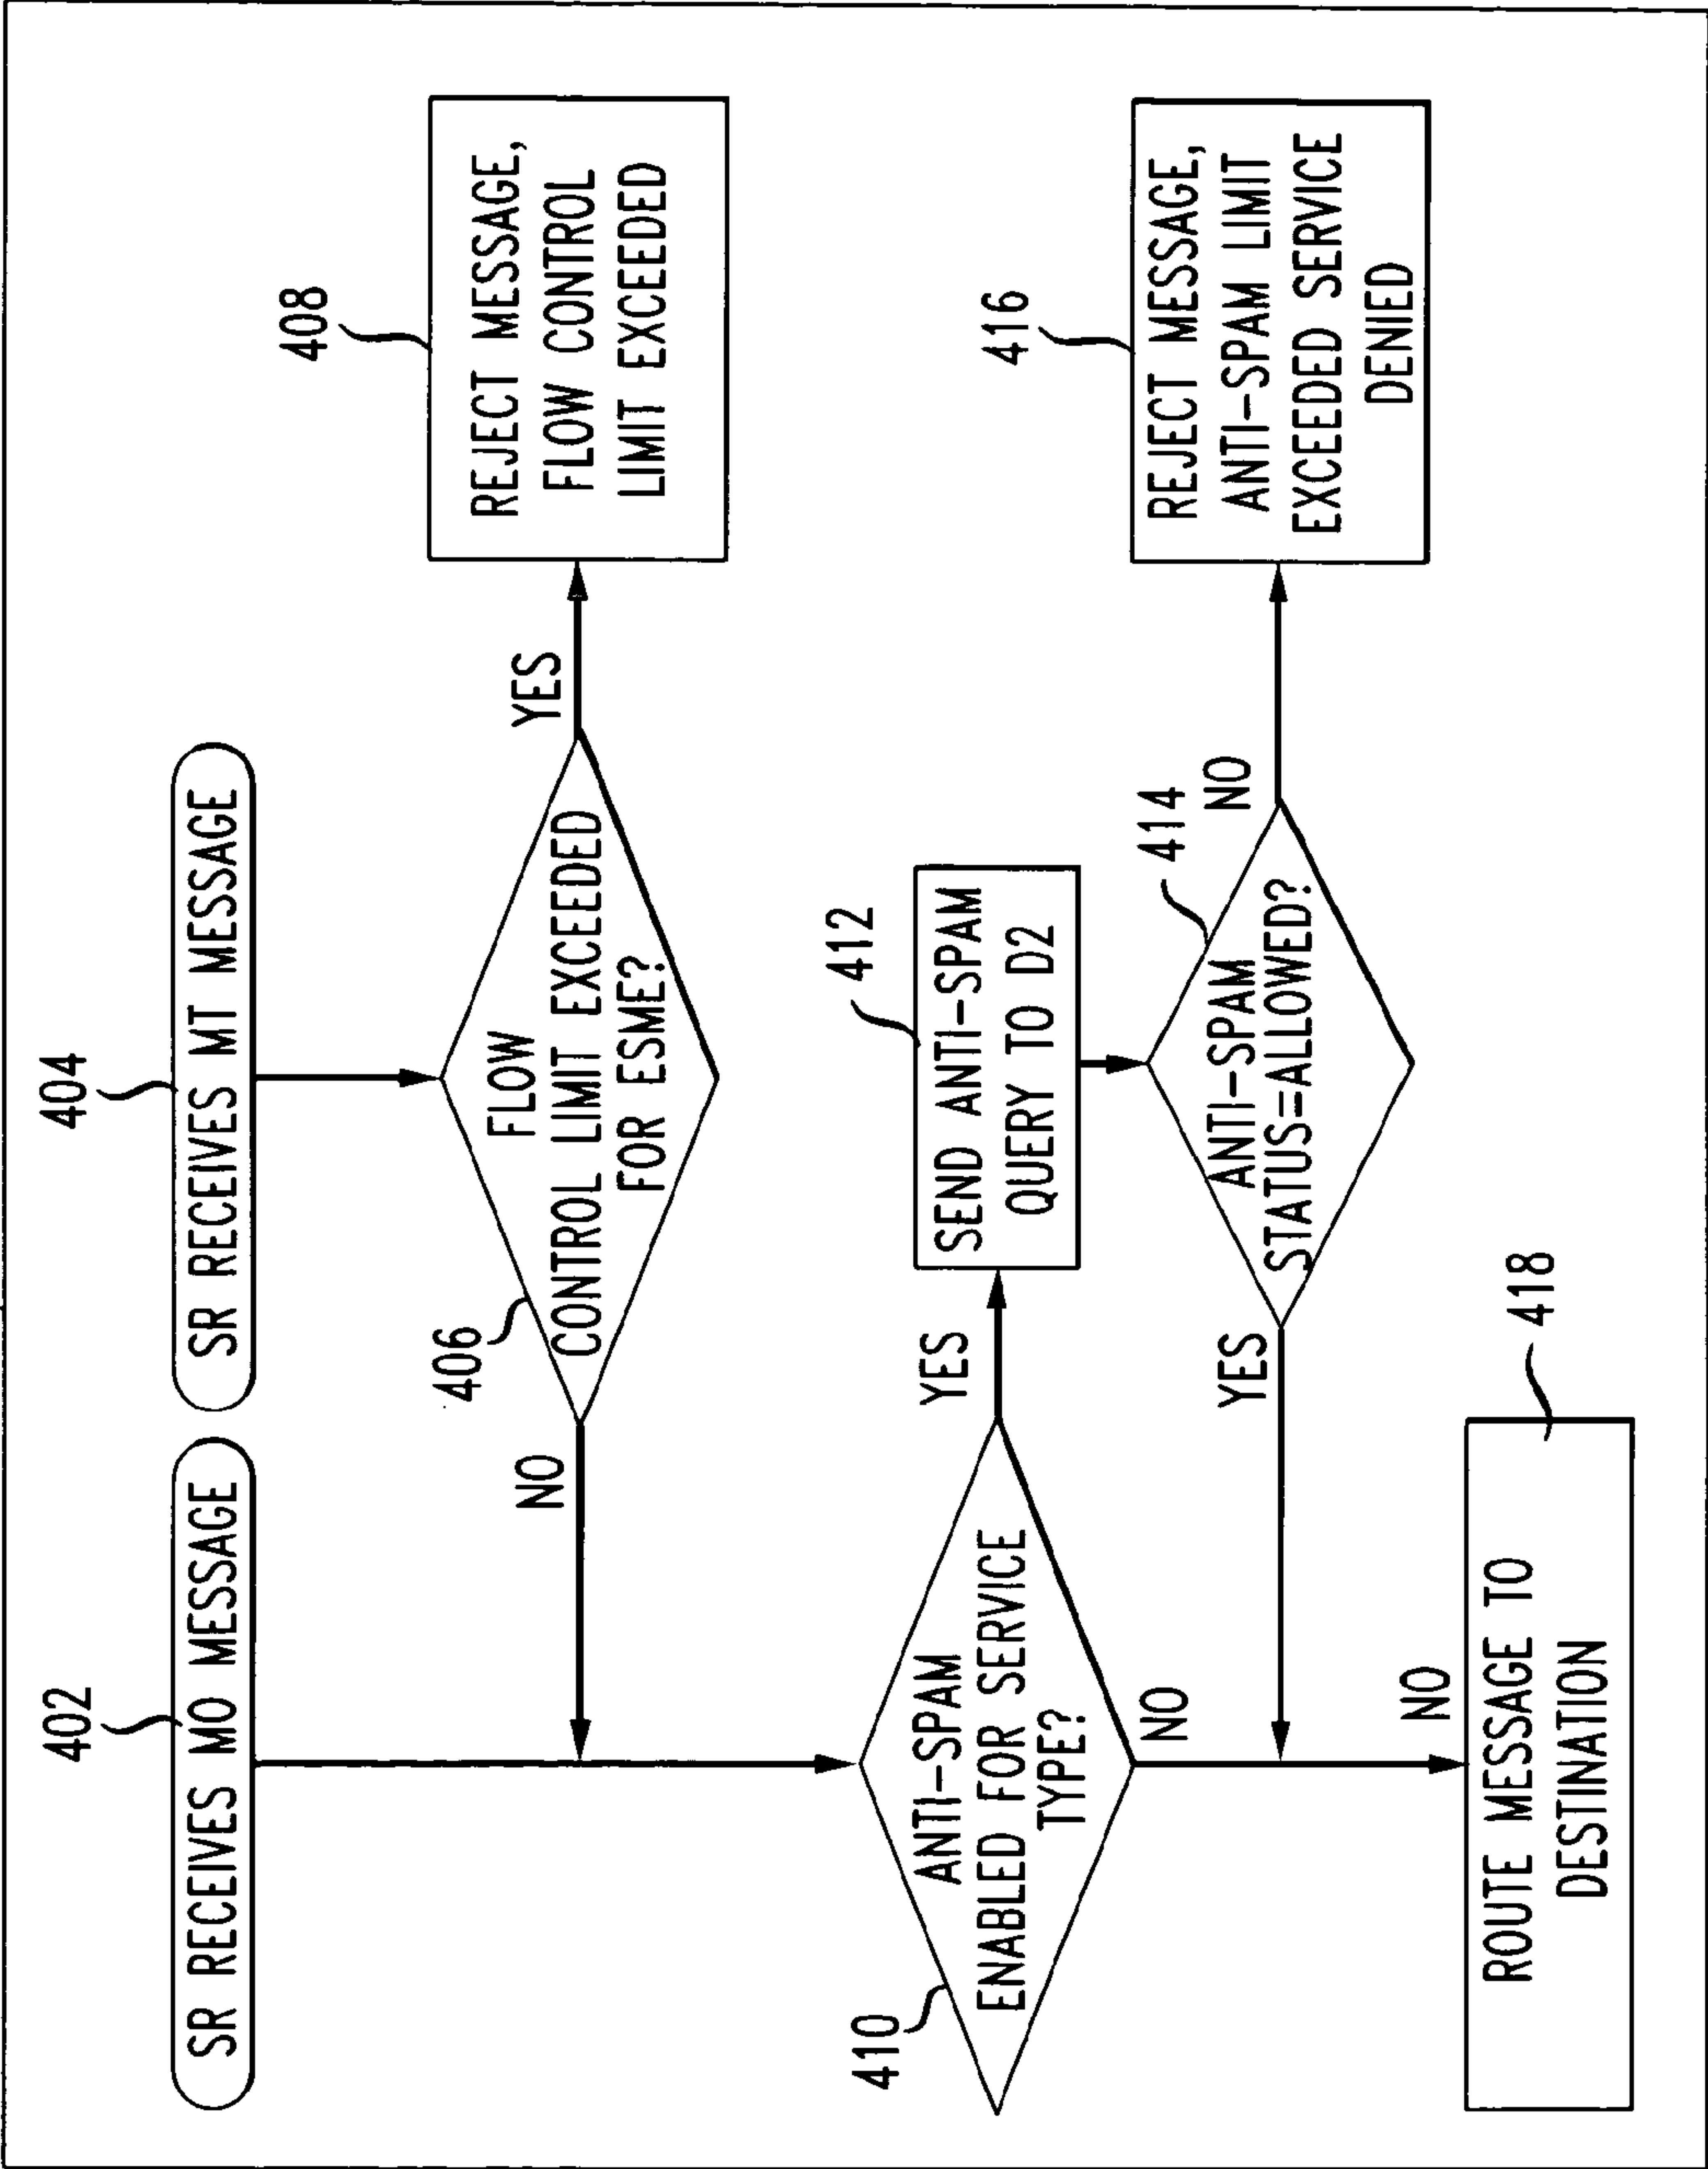 402
SR RECEIVES MO MESSAGE
404
SR RECEIVES MT MESSAGE
406
FLOW
CONTROL LIMIT EXCEEDED
FOR ESME?
NO
YES
408
REJECT MESSAGE,
FLOW CONTROL
LIMIT EXCEEDED
410
ANTI-SPAM
ENABLED FOR SERVICE
TYPE?
YES
NO
412
SEND ANTI-SPAM
QUERY TO D2
414
ANTI-SPAM
STATUS=ALLOWED?
YES
NO
416
REJECT MESSAGE,
ANTI-SPAM LIMIT
EXCEEDED SERVICE
DENIED
NO
418
ROUTE MESSAGE TO
DESTINATION